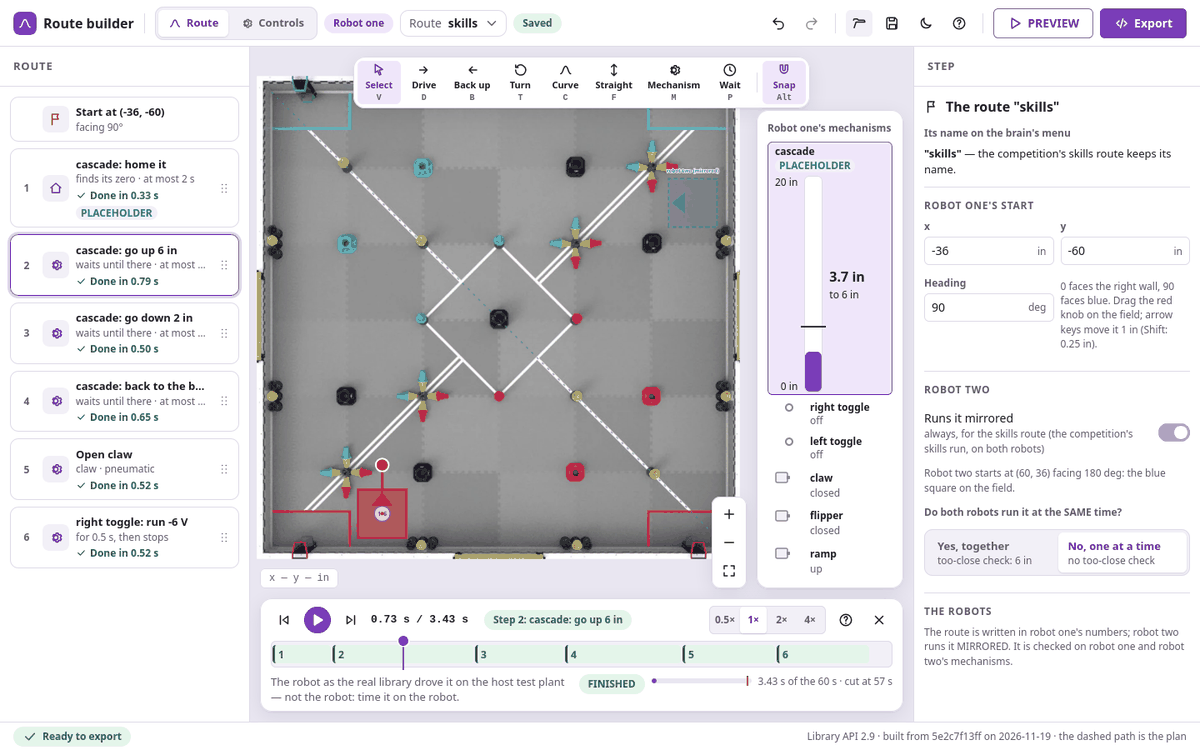 Route builder
Route
Controls
Robot one
Route skills
Saved
PREVIEW
Export
ROUTE
Start at (-36, -60)
facing 90°
1
cascade: home it
finds its zero · at most 2 s
✓ Done in 0.33 s
PLACEHOLDER
2
cascade: go up 6 in
waits until there · at most ...
✓ Done in 0.79 s
3
cascade: go down 2 in
waits until there · at most ...
✓ Done in 0.50 s
4
cascade: back to the b...
waits until there · at most ...
✓ Done in 0.65 s
5
Open claw
claw · pneumatic
✓ Done in 0.52 s
6
right toggle: run -6 V
for 0.5 s, then stops
✓ Done in 0.52 s
Select
V
Drive
D
Back up
B
Turn
T
Curve
C
Straight
F
Mechanism
M
Wait
P
Snap
Alt
x — y — in
Robot one's mechanisms
cascade
PLACEHOLDER
20 in
3.7 in
to 6 in
0 in
right toggle
off
left toggle
off
claw
closed
flipper
closed
ramp
up
0.73 s / 3.43 s
Step 2: cascade: go up 6 in
0.5×
1×
2×
4×
1
2
3
4
5
6
The robot as the real library drove it on the host test plant
— not the robot: time it on the robot.
FINISHED
3.43 s of the 60 s · cut at 57 s
STEP
The route "skills"
Its name on the brain's menu
"skills" — the competition's skills route keeps its
name.
ROBOT ONE'S START
x
y
-36 in
-60 in
Heading
90 deg
0 faces the right wall, 90
faces blue. Drag the red
knob on the field; arrow
keys move it 1 in (Shift:
0.25 in).
ROBOT TWO
Runs it mirrored
always, for the skills route (the competition's
skills run, on both robots)
Robot two starts at (60, 36) facing 180 deg: the blue
square on the field.
Do both robots run it at the SAME time?
Yes, together
too-close check: 6 in
No, one at a time
no too-close check
THE ROBOTS
The route is written in robot one's numbers; robot two
runs it MIRRORED. It is checked on robot one and robot
two's mechanisms.
Ready to export
Library API 2.9 · built from 5e2c7f13ff on 2026-11-19 · the dashed path is the plan